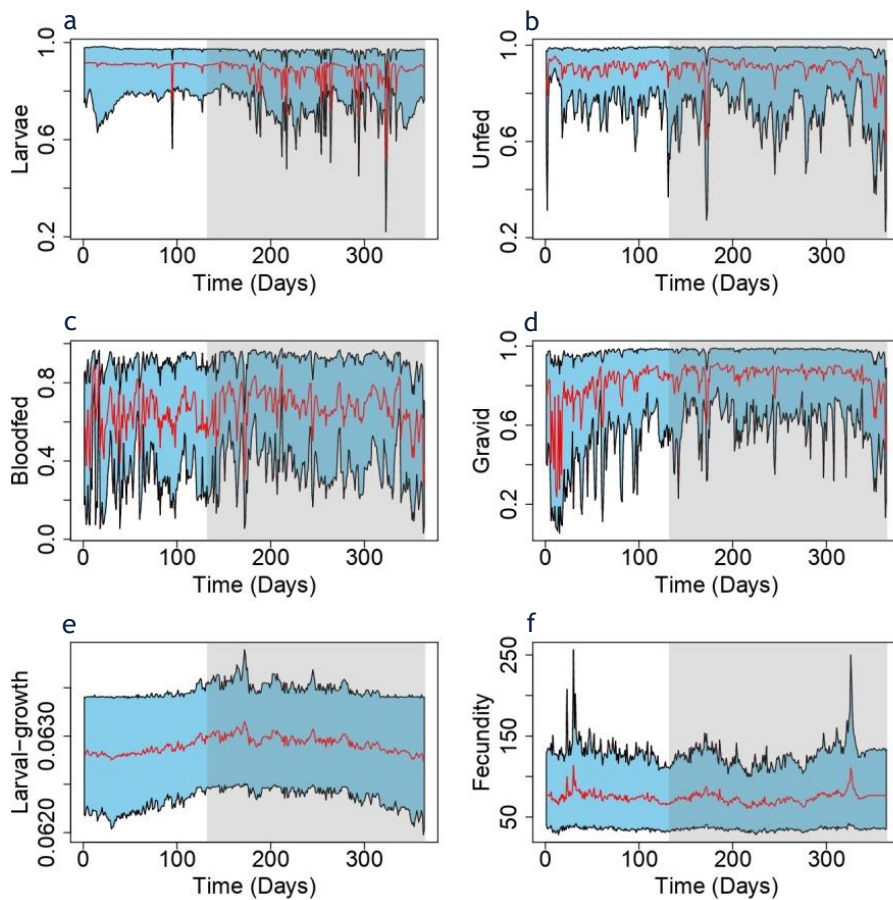 a
1.0
0.6
0.2
Larvae
0 100 200 300
Time (Days)
b
1.0
0.6
0.2
Unfed
0 100 200 300
Time (Days)
c
0.8
0.4
0.0
Bloodfed
0 100 200 300
Time (Days)
d
1.0
0.6
0.2
Gravid
0 100 200 300
Time (Days)
e
0.0630
0.0620
Larval-growth
0 100 200 300
Time (Days)
f
250
150
50
Fecundity
0 100 200 300
Time (Days)